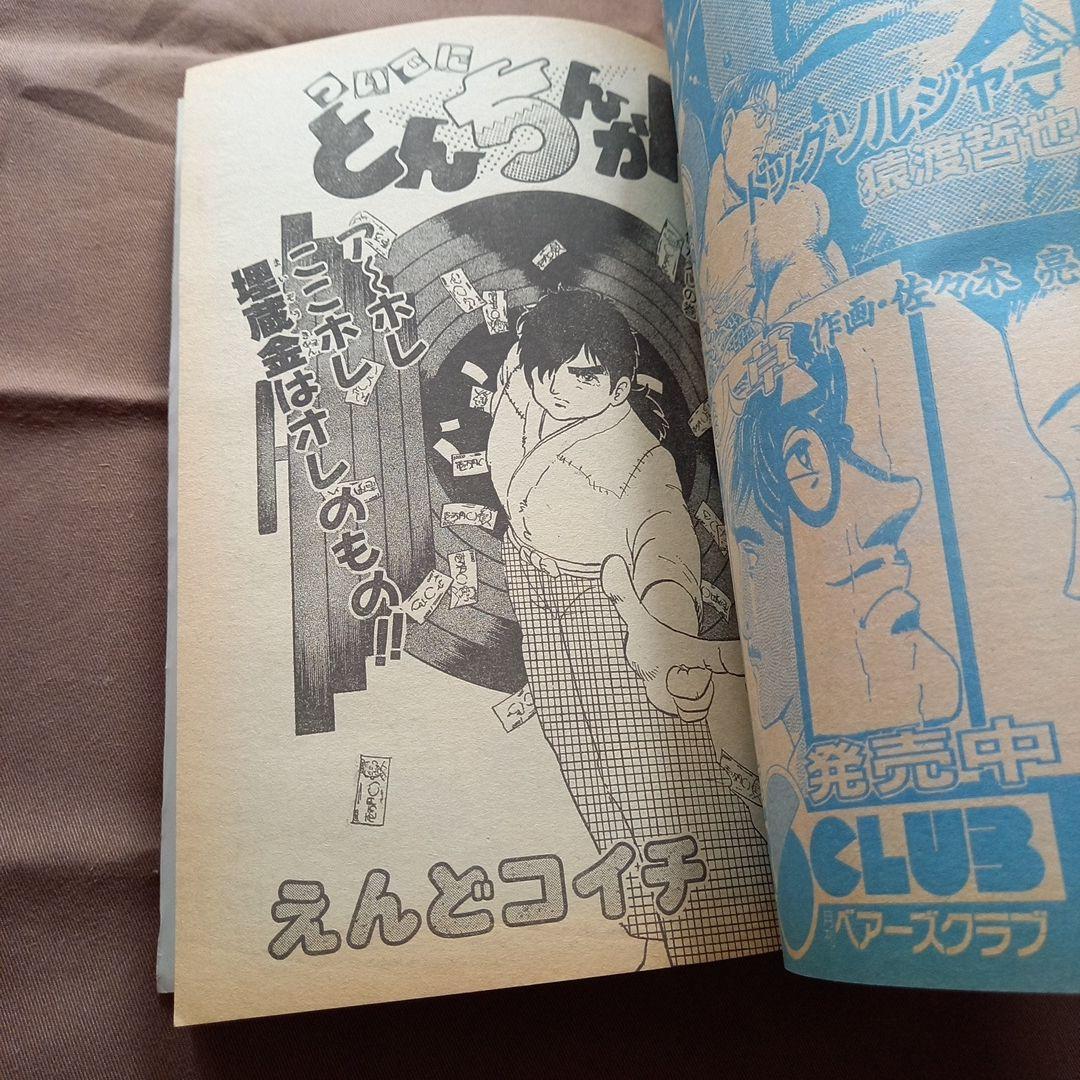 ついでに
とんちんかん
ア〜ホレ
ここホレ
埋蔵金はオレのもの!!
えんどコイチ
ドッグソルジャー
猿渡哲也
作画・佐々木 亮
発売中
CLUB
ベアーズクラブ